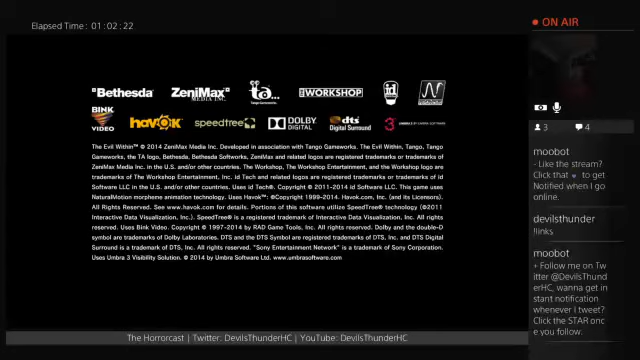 Elapsed Time : 01:02:22
ON AIR
Bethesda
ZeniMax
MEDIA INC.
Tango Gameworks
THE WORKSHOP
id
BINK
VIDEO
havok
speedtree
DOLBY
DIGITAL
dts
Digital Surround
3
The Evil Within™ © 2014 ZeniMax Media Inc. Developed in association with Tango Gameworks. The Evil Within, Tango, Tango
Gameworks, the TA logo, Bethesda, Bethesda Softworks, ZeniMax and related logos are registered trademarks or trademarks of
ZeniMax Media Inc. in the U.S. and/or other countries. The Workshop, The Workshop Entertainment, and the Workshop logo are
trademarks of The Workshop Entertainment, Inc. id Tech and related logos are registered trademarks or trademarks of id
Software LLC in the U.S. and/or other countries. Uses id Tech®. Copyright © 2011-2014 id Software LLC. This game uses
NaturalMotion morpheme animation technology. Uses Havok™: ©Copyright 1999-2014. Havok.com, Inc. (and its Licensors).
All Rights Reserved. See www.havok.com for details. Portions of this software utilize SpeedTree® technology (©2011
Interactive Data Visualization, Inc.). SpeedTree® is a registered trademark of Interactive Data Visualization, Inc. All rights
reserved. Uses Bink Video. Copyright © 1997-2014 by RAD Game Tools, Inc. All rights reserved. Dolby and the double-D
symbol are trademarks of Dolby Laboratories. DTS and the DTS Symbol are registered trademarks of DTS, Inc. and DTS Digital
Surround is a trademark of DTS, Inc. All rights reserved. "Sony Entertainment Network" is a trademark of Sony Corporation.
Uses Umbra 3 Visibility Solution. © 2014 by Umbra Software Ltd. www.umbrasoftware.com
The Horrorcast | Twitter: DevilsThunderHC | YouTube: DevilsThunderHC
3
4
moobot
- Like the stream?
Click that ♥ to get
Notified when I go
online.
devilsthunder
!links
moobot
+ Follow me on Tw
itter @DevilsThund
erHC, wanna get in
stant notification
whenever I tweet?
Click the STAR onc
e you follow.